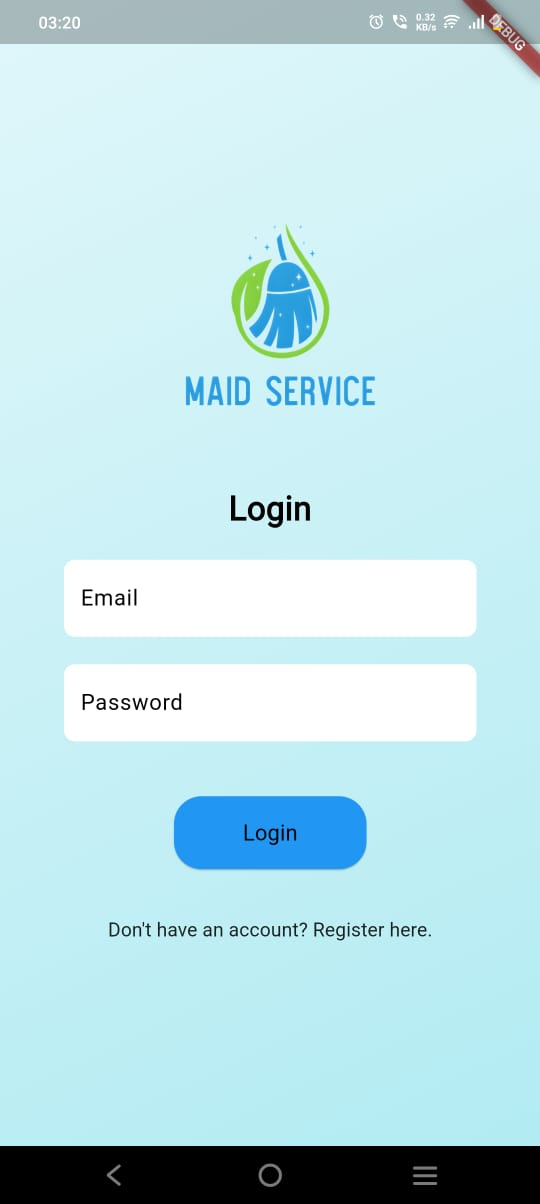 03:20
0.32
KB/s
DEBUG
MAID SERVICE
Login
Email
Password
Login
Don't have an account? Register here.